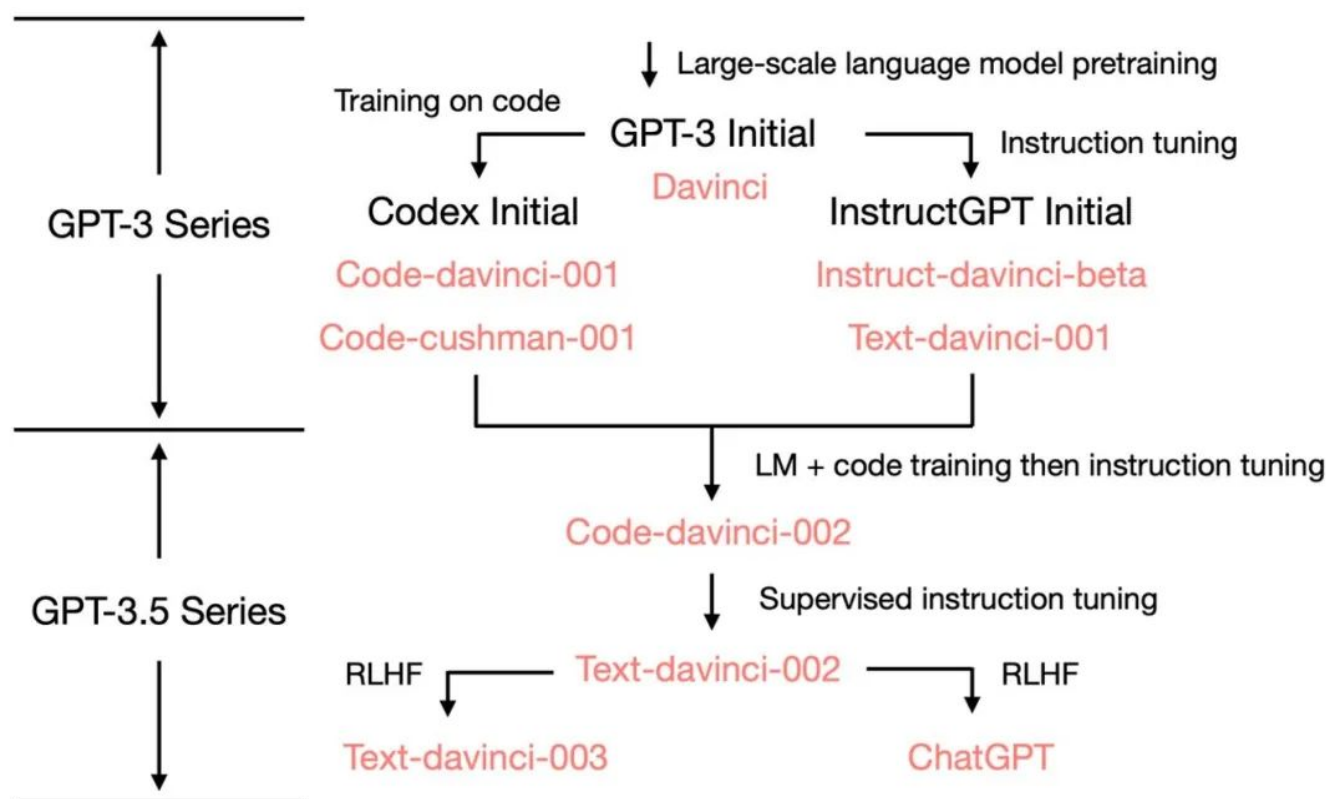 Large-scale language model pretraining
Training on code
GPT-3 Initial
Instruction tuning
Davinci
Codex Initial
InstructGPT Initial
GPT-3 Series
Code-davinci-001
Instruct-davinci-beta
Code-cushman-001
Text-davinci-001
LM + code training then instruction tuning
Code-davinci-002
GPT-3.5 Series
Supervised instruction tuning
RLHF
Text-davinci-002
RLHF
Text-davinci-003
ChatGPT